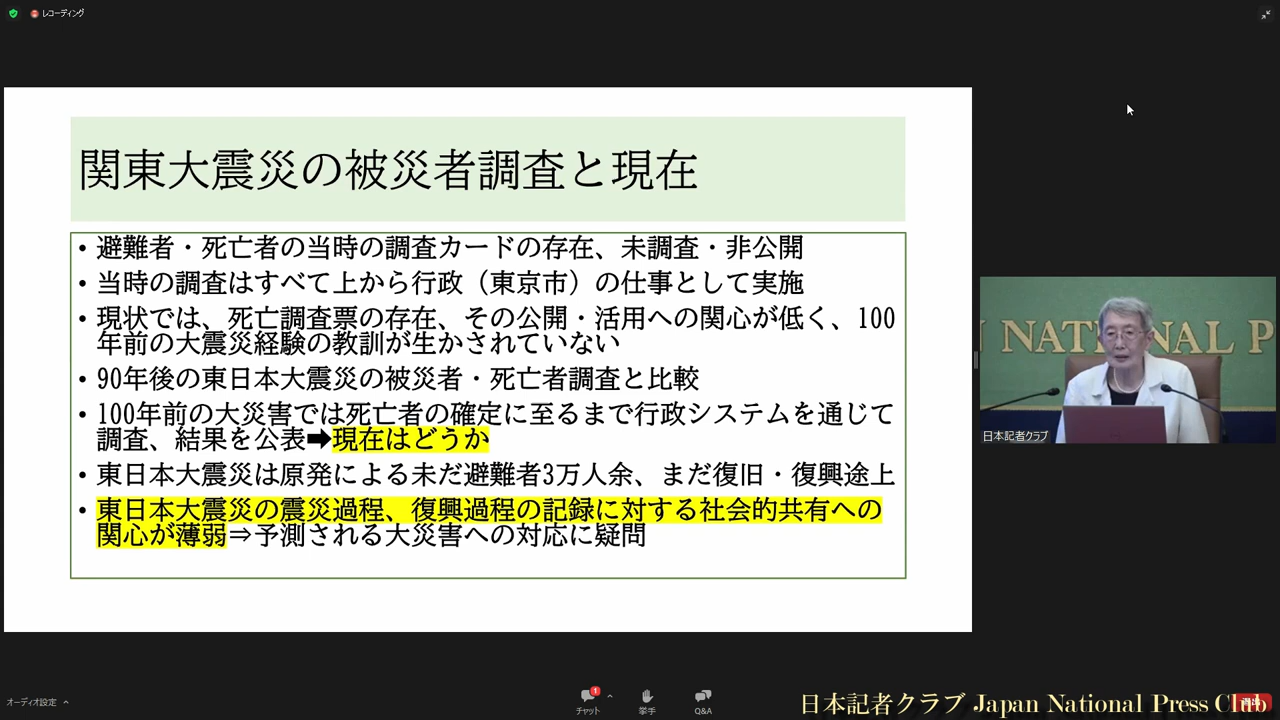 レコーディング
関東大震災の被災者調査と現在
• 避難者・死亡者の当時の調査カードの存在、未調査・非公開
• 当時の調査はすべて上から行政（東京市）の仕事として実施
• 現状では、死亡調査票の存在、その公開・活用への関心が低く、100
年前の大震災経験の教訓が生かされていない
• 90年後の東日本大震災の被災者・死亡者調査と比較
• 100年前の大災害では死亡者の確定に至るまで行政システムを通じて
調査、結果を公表➡現在はどうか
• 東日本大震災は原発による未だ避難者3万人余、まだ復旧・復興途上
• 東日本大震災の震災過程、復興過程の記録に対する社会的共有への
関心が薄弱⇒予測される大災害への対応に疑問
N NATIONAL P
日本記者クラブ
オーディオ設定
1
チャット
挙手
Q&A
日本記者クラブ Japan National Press Club